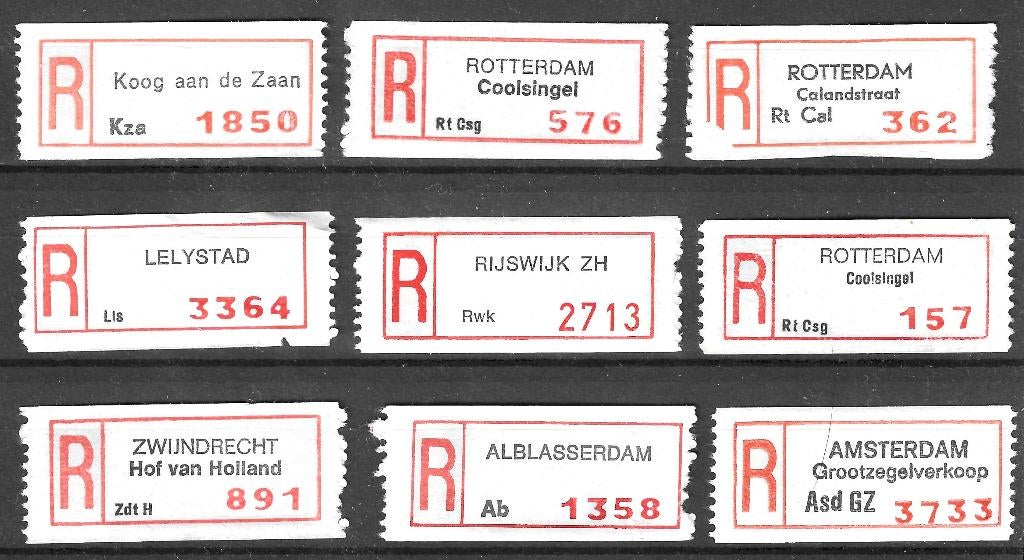 R
Koog aan de Zaan
Kza 1850
R
ROTTERDAM
Coolsingel
Rt Csg 576
R
ROTTERDAM
Calandstraat
Rt Cal 362
R
LELYSTAD
Lls 3364
R
RIJSWIJK ZH
Rwk 2713
R
ROTTERDAM
Coolsingel
Rt Csg 157
R
ZWIJNDRECHT
Hof van Holland
Zdt H 891
R
ALBLASSERDAM
Ab 1358
R
AMSTERDAM
Grootzegelverkoop
Asd GZ 3733